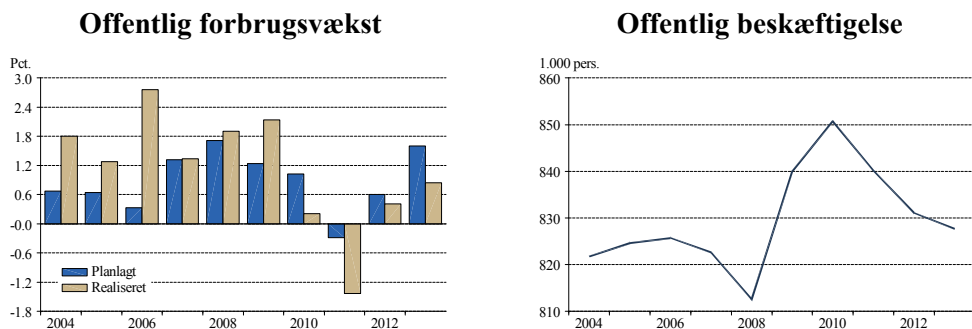 Offentlig forbrugsvækst
Pct.
3.0
2.4
1.8
1.2
0.6
-0.0
-0.6
-1.2
-1.8
Planlagt
Realiseret
2004 2006 2008 2010 2012
Offentlig beskæftigelse
1.000 pers.
860
850
840
830
820
810
2004 2006 2008 2010 2012